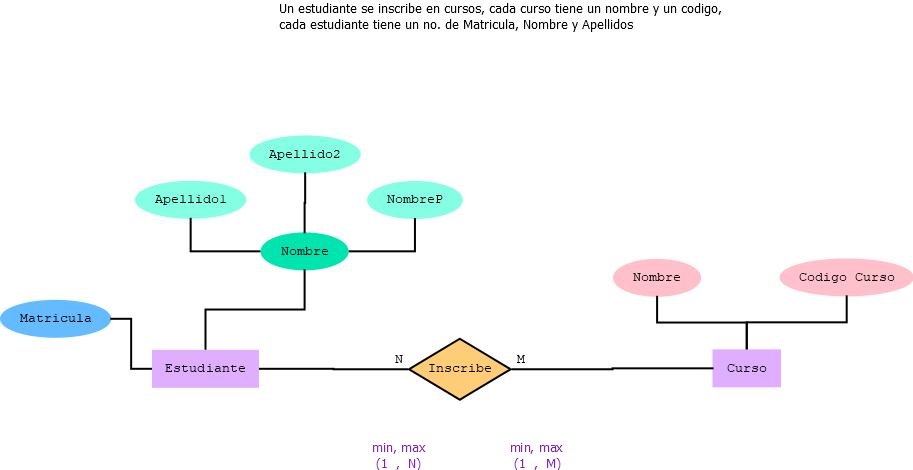 Un estudiante se inscribe en cursos, cada curso tiene un nombre y un codigo,
cada estudiante tiene un no. de Matricula, Nombre y Apellidos
Apellido2
Apellido1
NombreP
Nombre
Nombre
Codigo Curso
Matricula
N
M
Estudiante
Inscribe
Curso
min, max
(1 , N)
min, max
(1 , M)